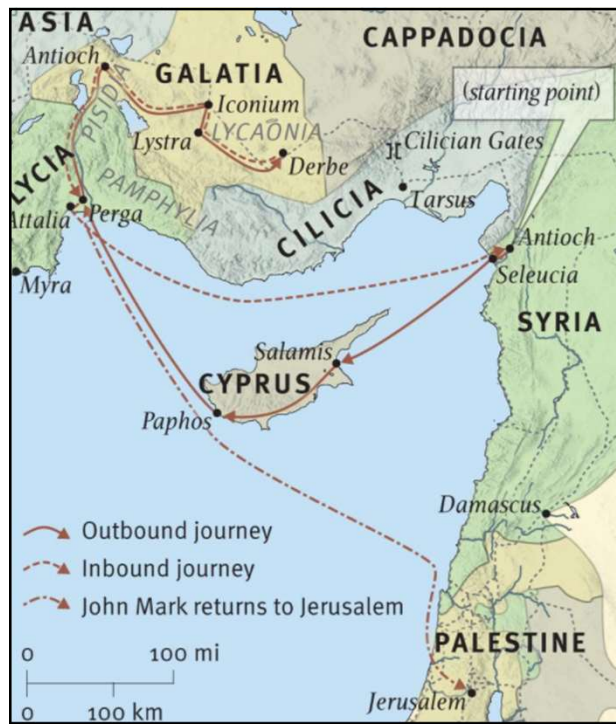 ASIA
CAPPADOCIA
Antioch
GALATIA
(starting point)
PISIDIA
Iconium
LYCAONIA
Lystra
Cilician Gates
Derbe
LYCIA
PAMPHYLIA
CILICIA
Tarsus
Attalia
Perga
Antioch
Seleucia
Myra
SYRIA
Salamis
CYPRUS
Paphos
Damascus
Outbound journey
Inbound journey
John Mark returns to Jerusalem
PALESTINE
0 100 mi
0 100 km
Jerusalem